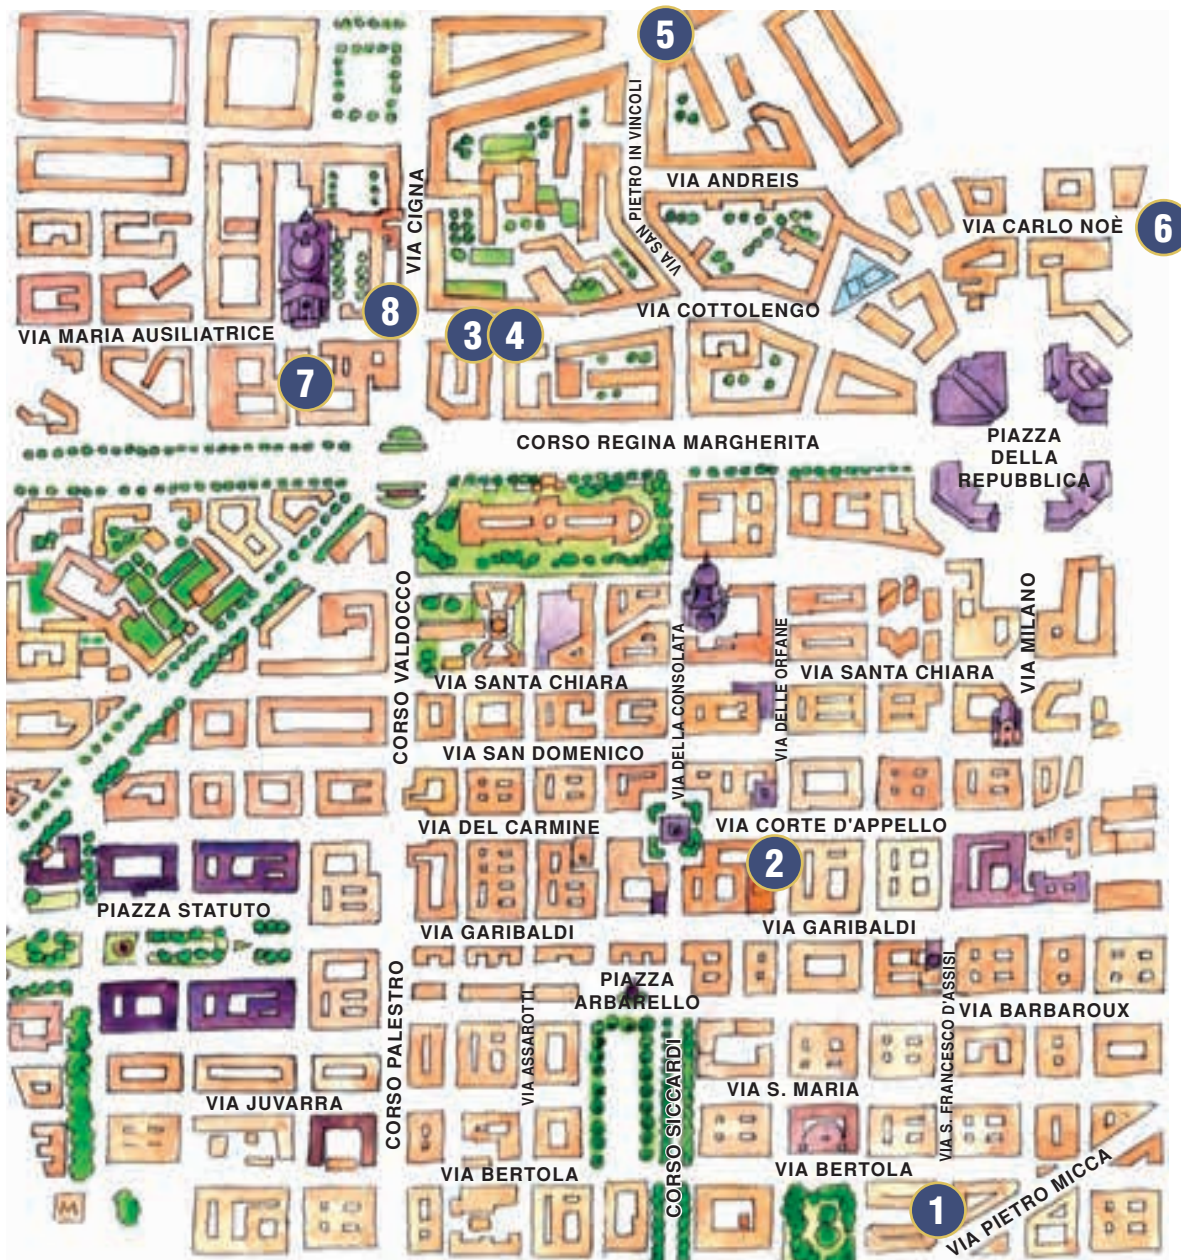 5
VIA SAN PIETRO IN VINCOLI
VIA ANDREIS
VIA CIGNA
VIA CARLO NOÈ
6
VIA COTTOLENGO
8
VIA MARIA AUSILIATRICE
3
4
7
CORSO REGINA MARGHERITA
PIAZZA
DELLA
REPUBBLICA
CORSO VALDOCCO
VIA MILANO
VIA DELLA CONSOLATA
VIA DELLE ORFANE
VIA SANTA CHIARA
VIA SANTA CHIARA
VIA SAN DOMENICO
VIA DEL CARMINE
VIA CORTE D'APPELLO
2
PIAZZA STATUTO
VIA GARIBALDI
VIA GARIBALDI
CORSO PALESTRO
PIAZZA
ARBARELLO
VIA ASSAROTTI
VIA S. FRANCESCO D'ASSISI
VIA BARBAROUX
CORSO SICCARDI
VIA S. MARIA
VIA JUVARRA
VIA BERTOLA
VIA BERTOLA
VIA PIETRO MICCA
1
M